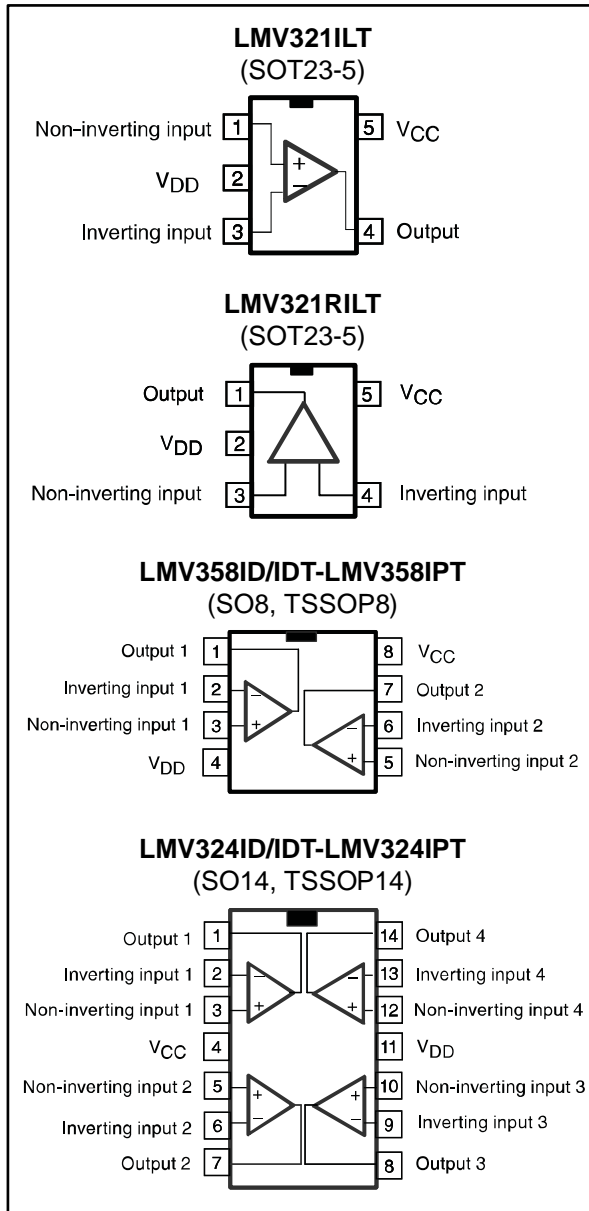 LMV321ILT
(SOT23-5)
Non-inverting input 1 5 VCC
VDD 2
+
−
Inverting input 3 4 Output
LMV321RILT
(SOT23-5)
Output 1 5 VCC
VDD 2
Non-inverting input 3 4 Inverting input
LMV358ID/IDT-LMV358IPT
(SO8, TSSOP8)
Output 1 1 8 VCC
Inverting input 1 2 − 7 Output 2
Non-inverting input 1 3 + − 6 Inverting input 2
VDD 4 + 5 Non-inverting input 2
LMV324ID/IDT-LMV324IPT
(SO14, TSSOP14)
Output 1 1 14 Output 4
Inverting input 1 2 − − 13 Inverting input 4
Non-inverting input 1 3 + + 12 Non-inverting input 4
VCC 4 11 VDD
Non-inverting input 2 5 + + 10 Non-inverting input 3
Inverting input 2 6 − − 9 Inverting input 3
Output 2 7 8 Output 3